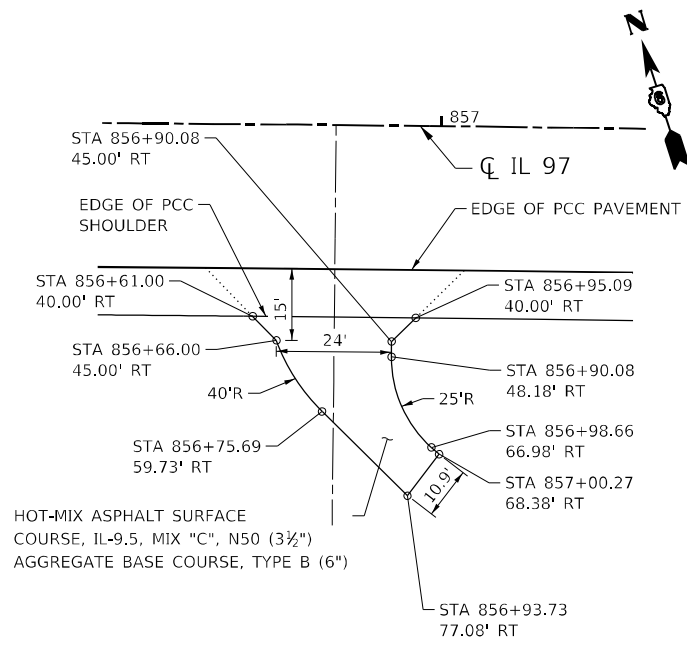 N
6
857
STA 856+90.08
45.00' RT
℄ IL 97
EDGE OF PCC
SHOULDER
EDGE OF PCC PAVEMENT
STA 856+61.00
40.00' RT
STA 856+95.09
40.00' RT
15'
24'
STA 856+66.00
45.00' RT
STA 856+90.08
48.18' RT
40'R
25'R
STA 856+98.66
66.98' RT
STA 856+75.69
59.73' RT
STA 857+00.27
68.38' RT
10.9'
HOT-MIX ASPHALT SURFACE
COURSE, IL-9.5, MIX "C", N50 (3½")
AGGREGATE BASE COURSE, TYPE B (6")
STA 856+93.73
77.08' RT